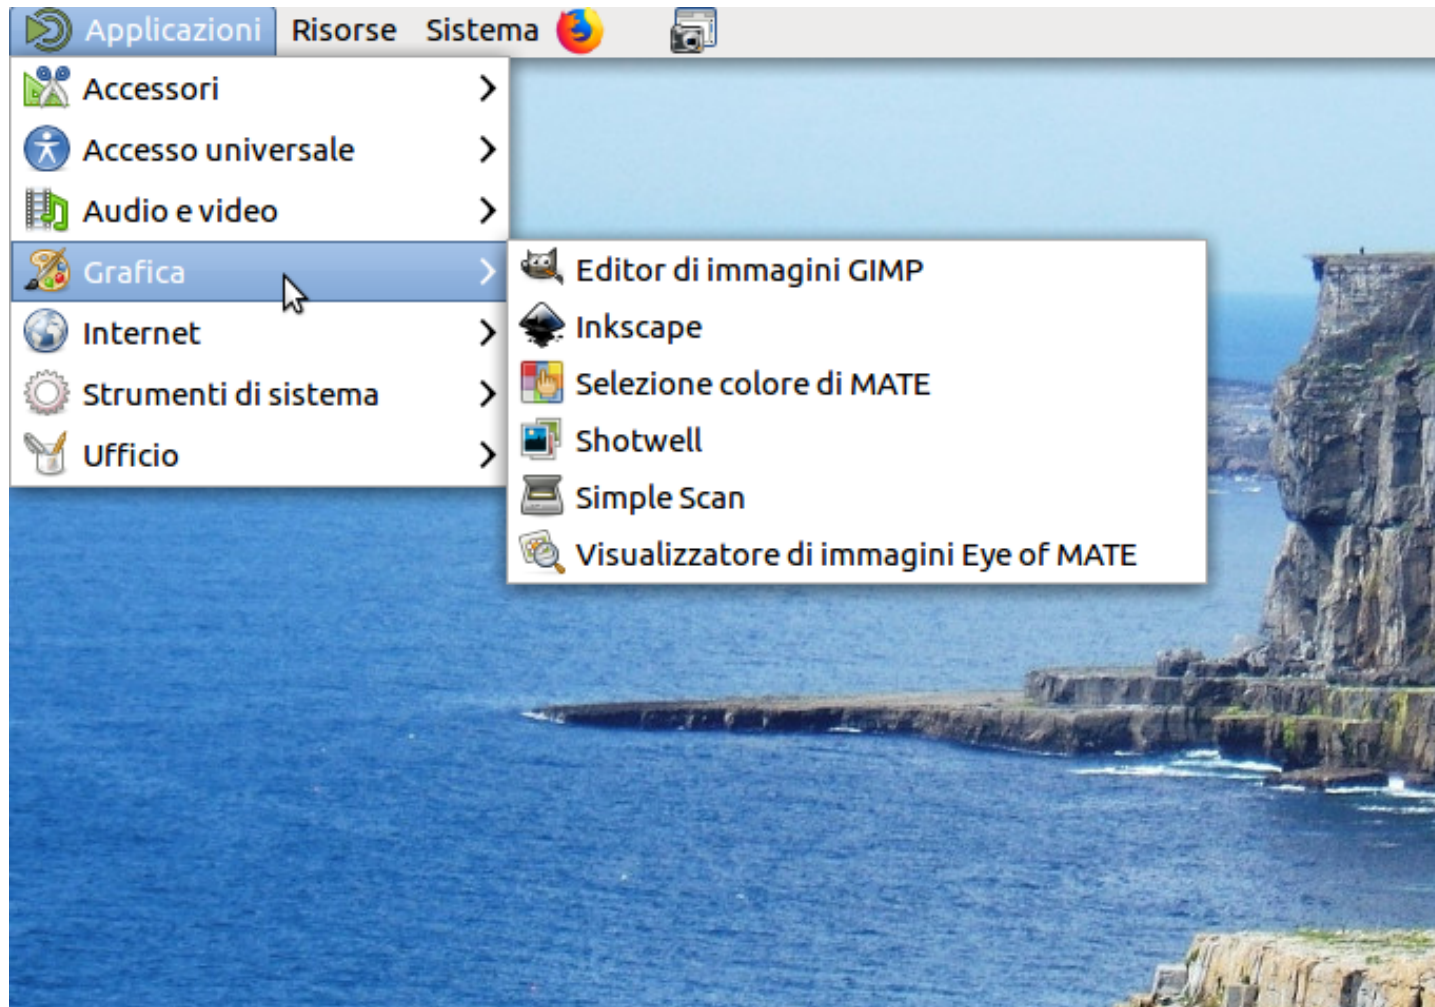 Applicazioni Risorse Sistema
Accessori
Accesso universale
Audio e video
Grafica
Internet
Strumenti di sistema
Ufficio
Editor di immagini GIMP
Inkscape
Selezione colore di MATE
Shotwell
Simple Scan
Visualizzatore di immagini Eye of MATE